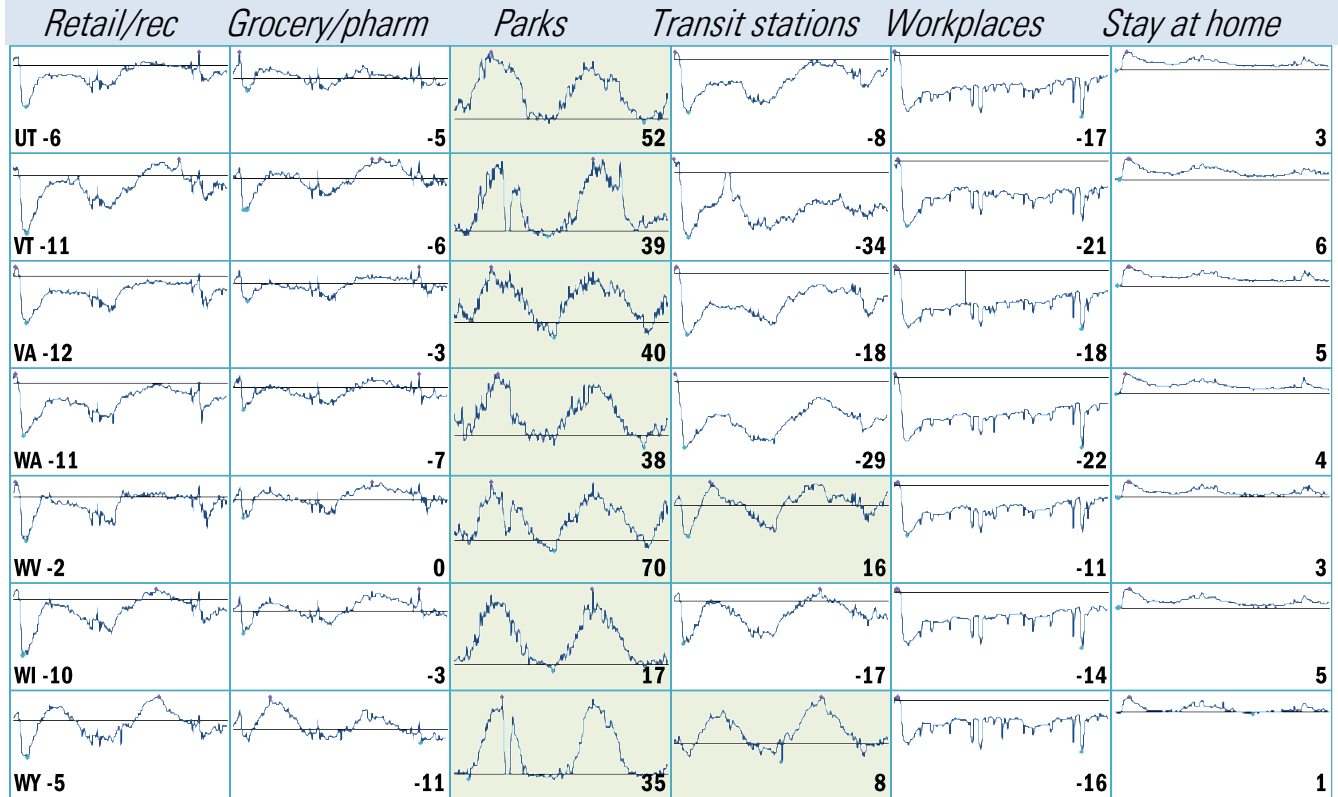 Retail/rec Grocery/pharm Parks Transit stations Workplaces Stay at home
UT -6 -5 52 -8 -17 3
VT -11 -6 39 -34 -21 6
VA -12 -3 40 -18 -18 5
WA -11 -7 38 -29 -22 4
WV -2 0 70 16 -11 3
WI -10 -3 17 -17 -14 5
WY -5 -11 35 8 -16 1